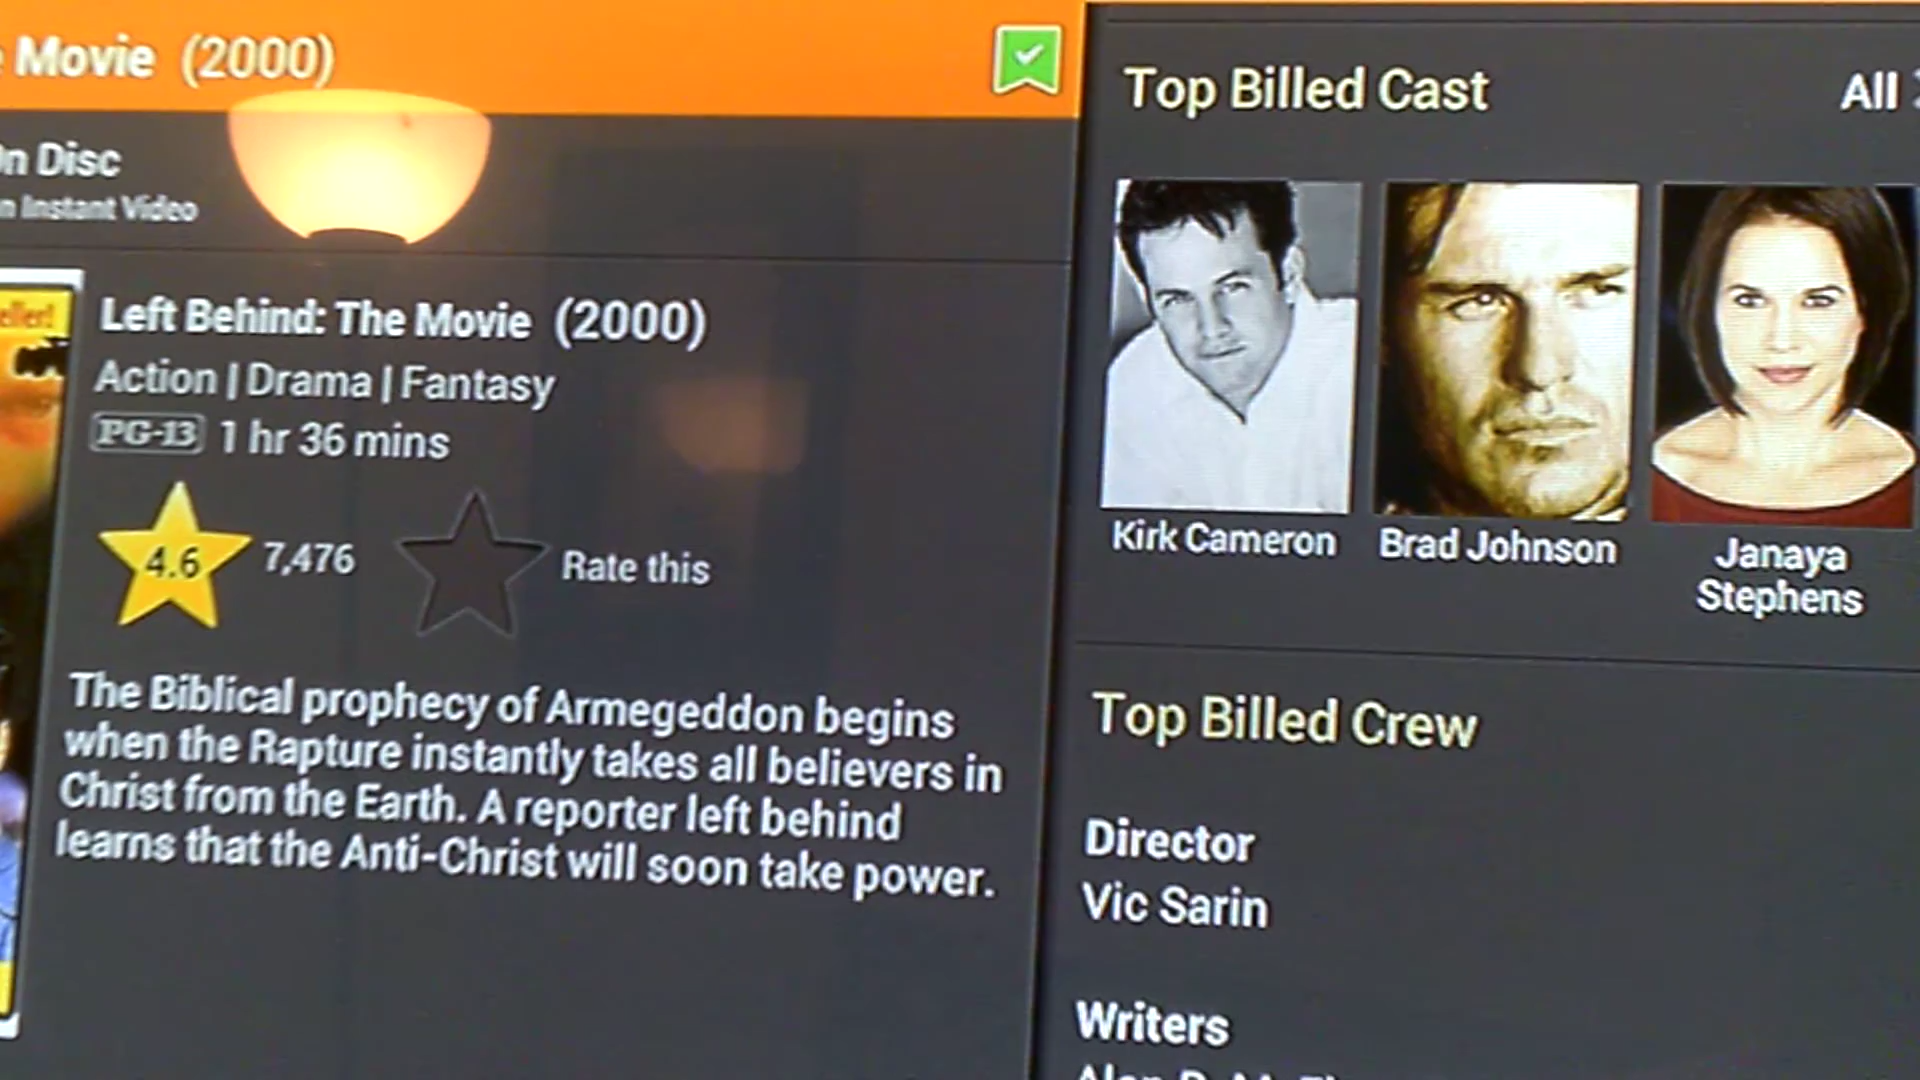 Movie (2000)
On Disc
n Instant Video
eller!
Left Behind: The Movie (2000)
Action | Drama | Fantasy
PG-13 1 hr 36 mins
4.6 7,476 Rate this
The Biblical prophecy of Armegeddon begins
when the Rapture instantly takes all believers in
Christ from the Earth. A reporter left behind
learns that the Anti-Christ will soon take power.
Top Billed Cast All
Kirk Cameron Brad Johnson Janaya
Stephens
Top Billed Crew
Director
Vic Sarin
Writers